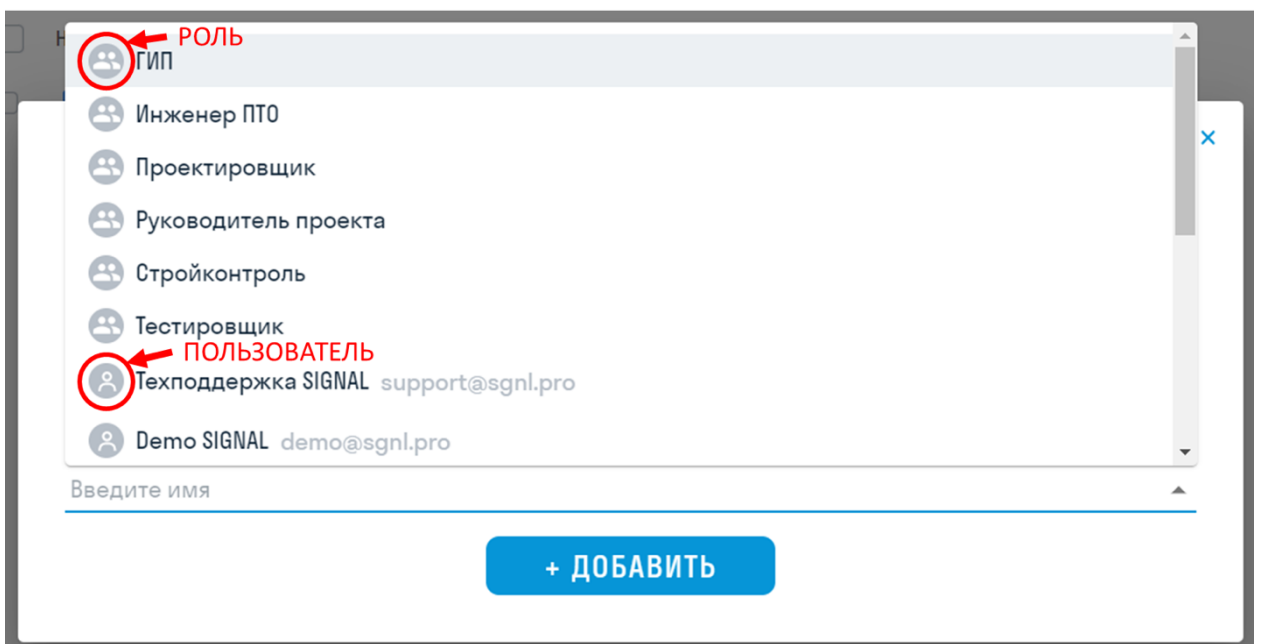 РОЛЬ
ГИП
Инженер ПТО
Проектировщик
Руководитель проекта
Стройконтроль
Тестировщик
ПОЛЬЗОВАТЕЛЬ
Техподдержка SIGNAL support@sgnl.pro
Demo SIGNAL demo@sgnl.pro
Введите имя
+ ДОБАВИТЬ